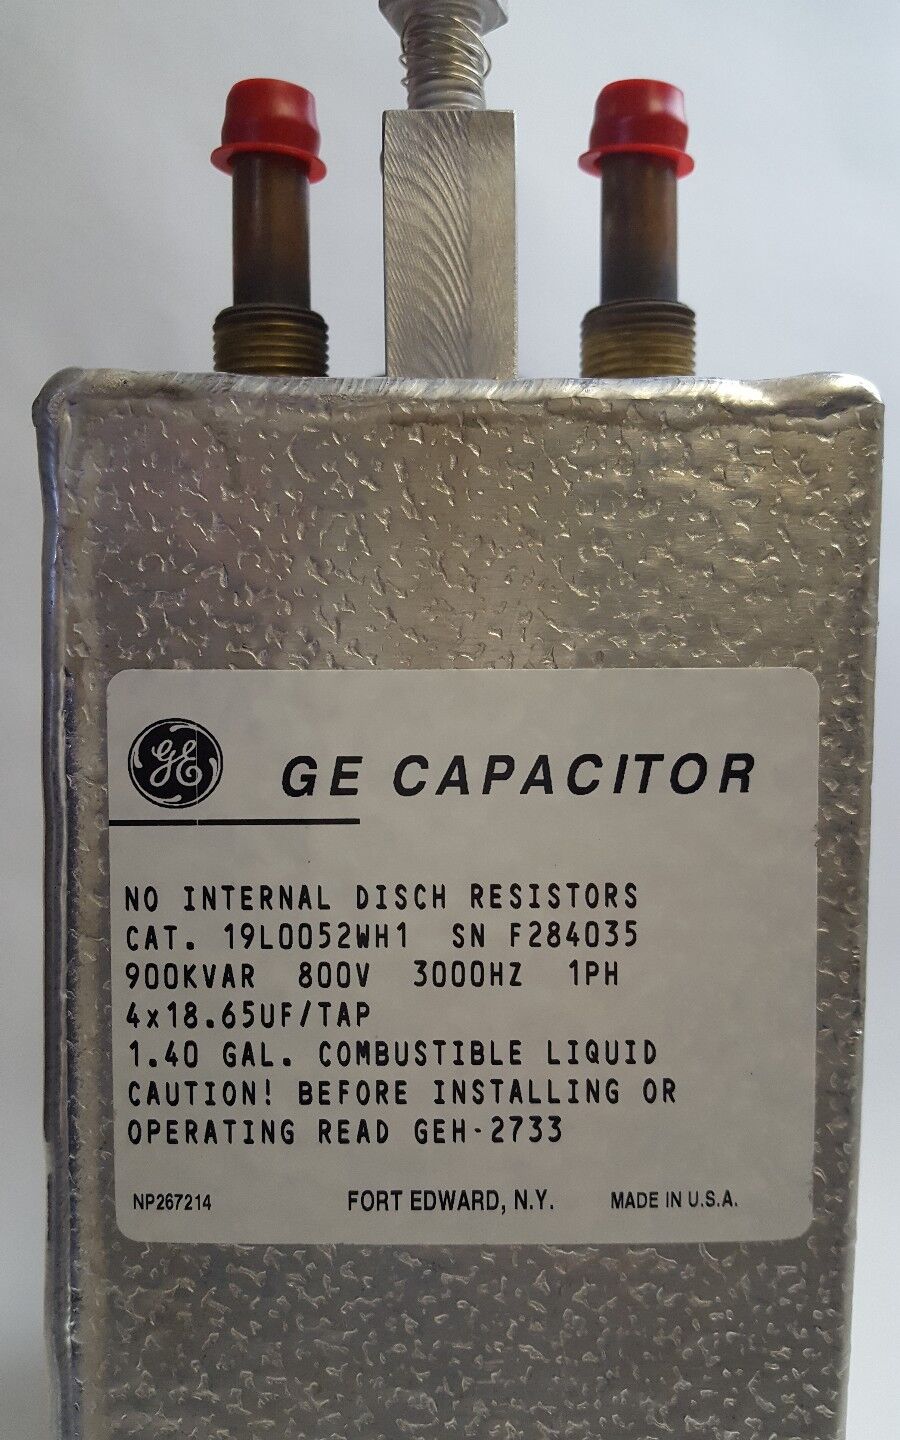 GE
GE CAPACITOR
NO INTERNAL DISCH RESISTORS
CAT. 19L0052WH1 SN F284035
900KVAR 800V 3000HZ 1PH
4x18.65UF/TAP
1.40 GAL. COMBUSTIBLE LIQUID
CAUTION! BEFORE INSTALLING OR
OPERATING READ GEH-2733
NP267214 FORT EDWARD, N.Y. MADE IN U.S.A.